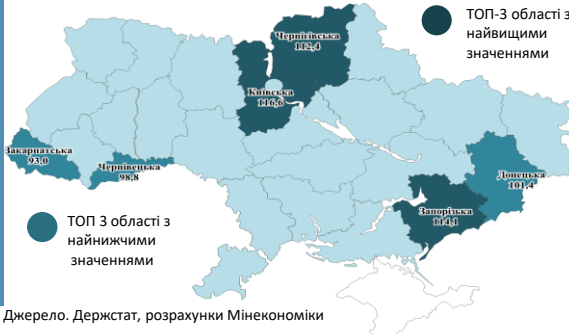 ТОП-3 області з
найвищими
значеннями
Чернігівська
112,4
Київська
116,6
Закарпатська
93,0
Чернівецька
98,8
Донецька
101,4
Запорізька
114,1
ТОП 3 області з
найнижчими
значеннями
Джерело. Держстат, розрахунки Мінекономіки